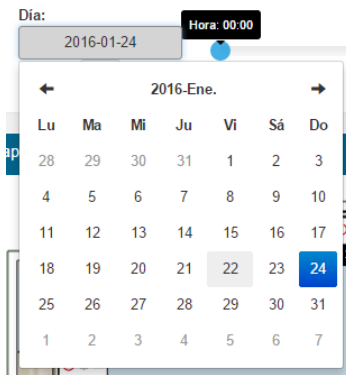 Día:
Hora: 00:00
2016-01-24
← 2016-Ene. →
Lu Ma Mi Ju Vi Sá Do
28 29 30 31 1 2 3
4 5 6 7 8 9 10
11 12 13 14 15 16 17
18 19 20 21 22 23 24
25 26 27 28 29 30 31
1 2 3 4 5 6 7